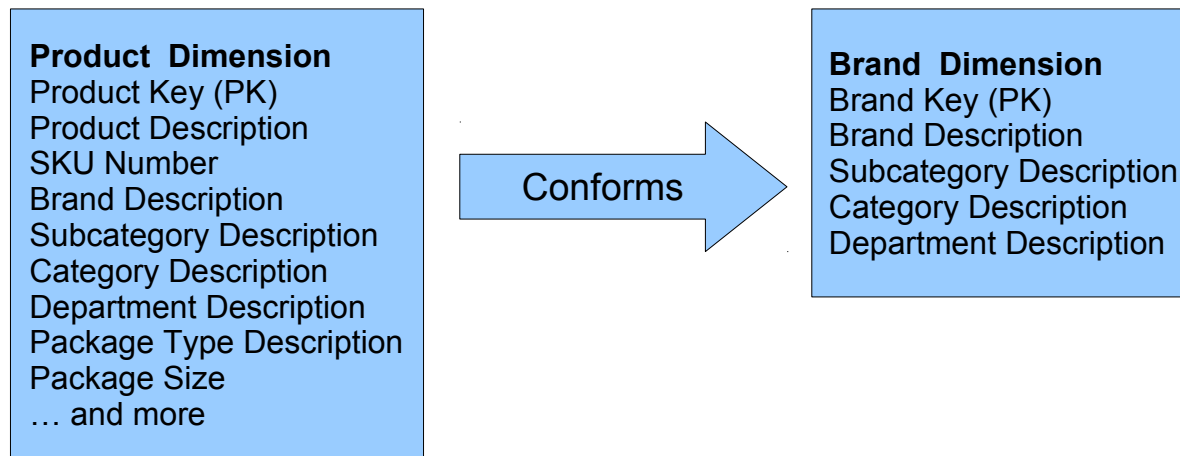 Product Dimension
Product Key (PK)
Product Description
SKU Number
Brand Description
Subcategory Description
Category Description
Department Description
Package Type Description
Package Size
… and more
Conforms
Brand Dimension
Brand Key (PK)
Brand Description
Subcategory Description
Category Description
Department Description